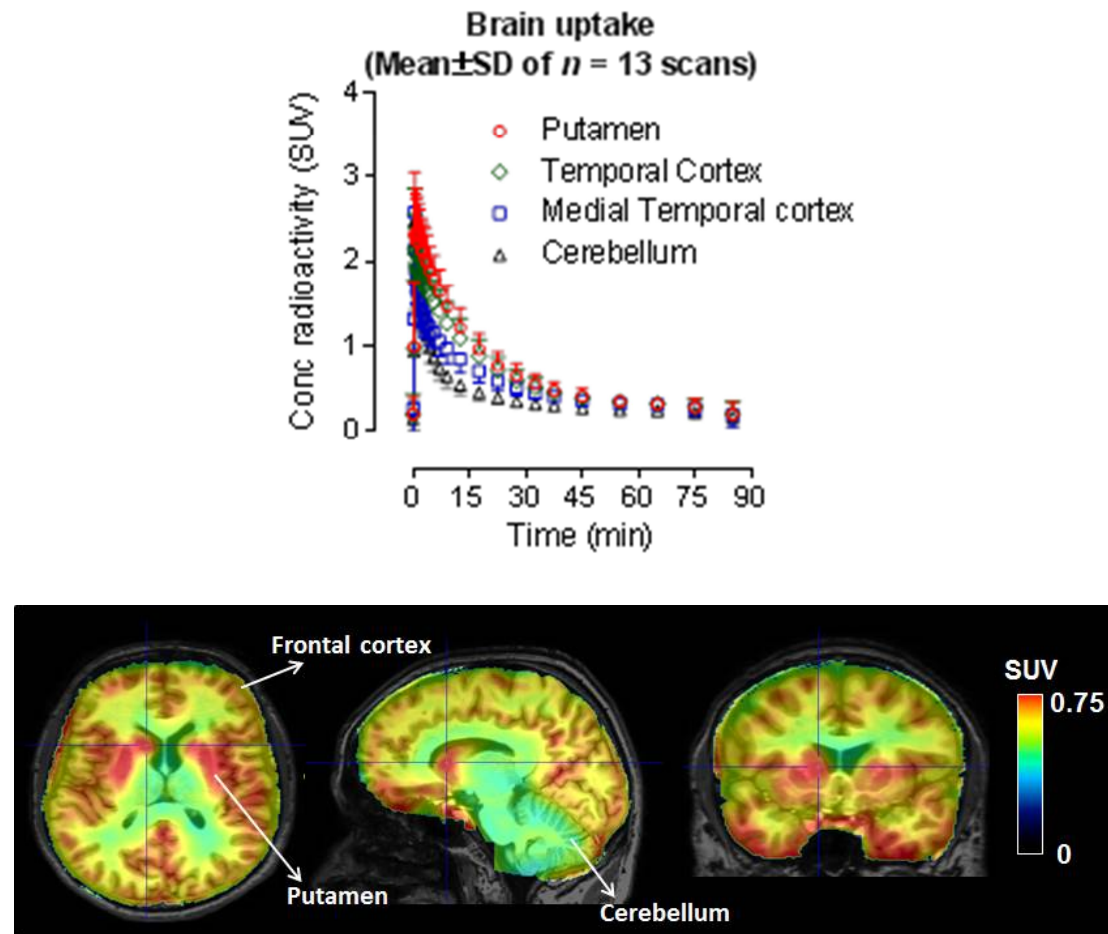 Brain uptake
(Mean±SD of n = 13 scans)
Conc radioactivity (SUV)
4
3
2
1
0
Putamen
Temporal Cortex
Medial Temporal cortex
Cerebellum
0 15 30 45 60 75 90
Time (min)
Frontal cortex
Putamen
Cerebellum
SUV
0.75
0